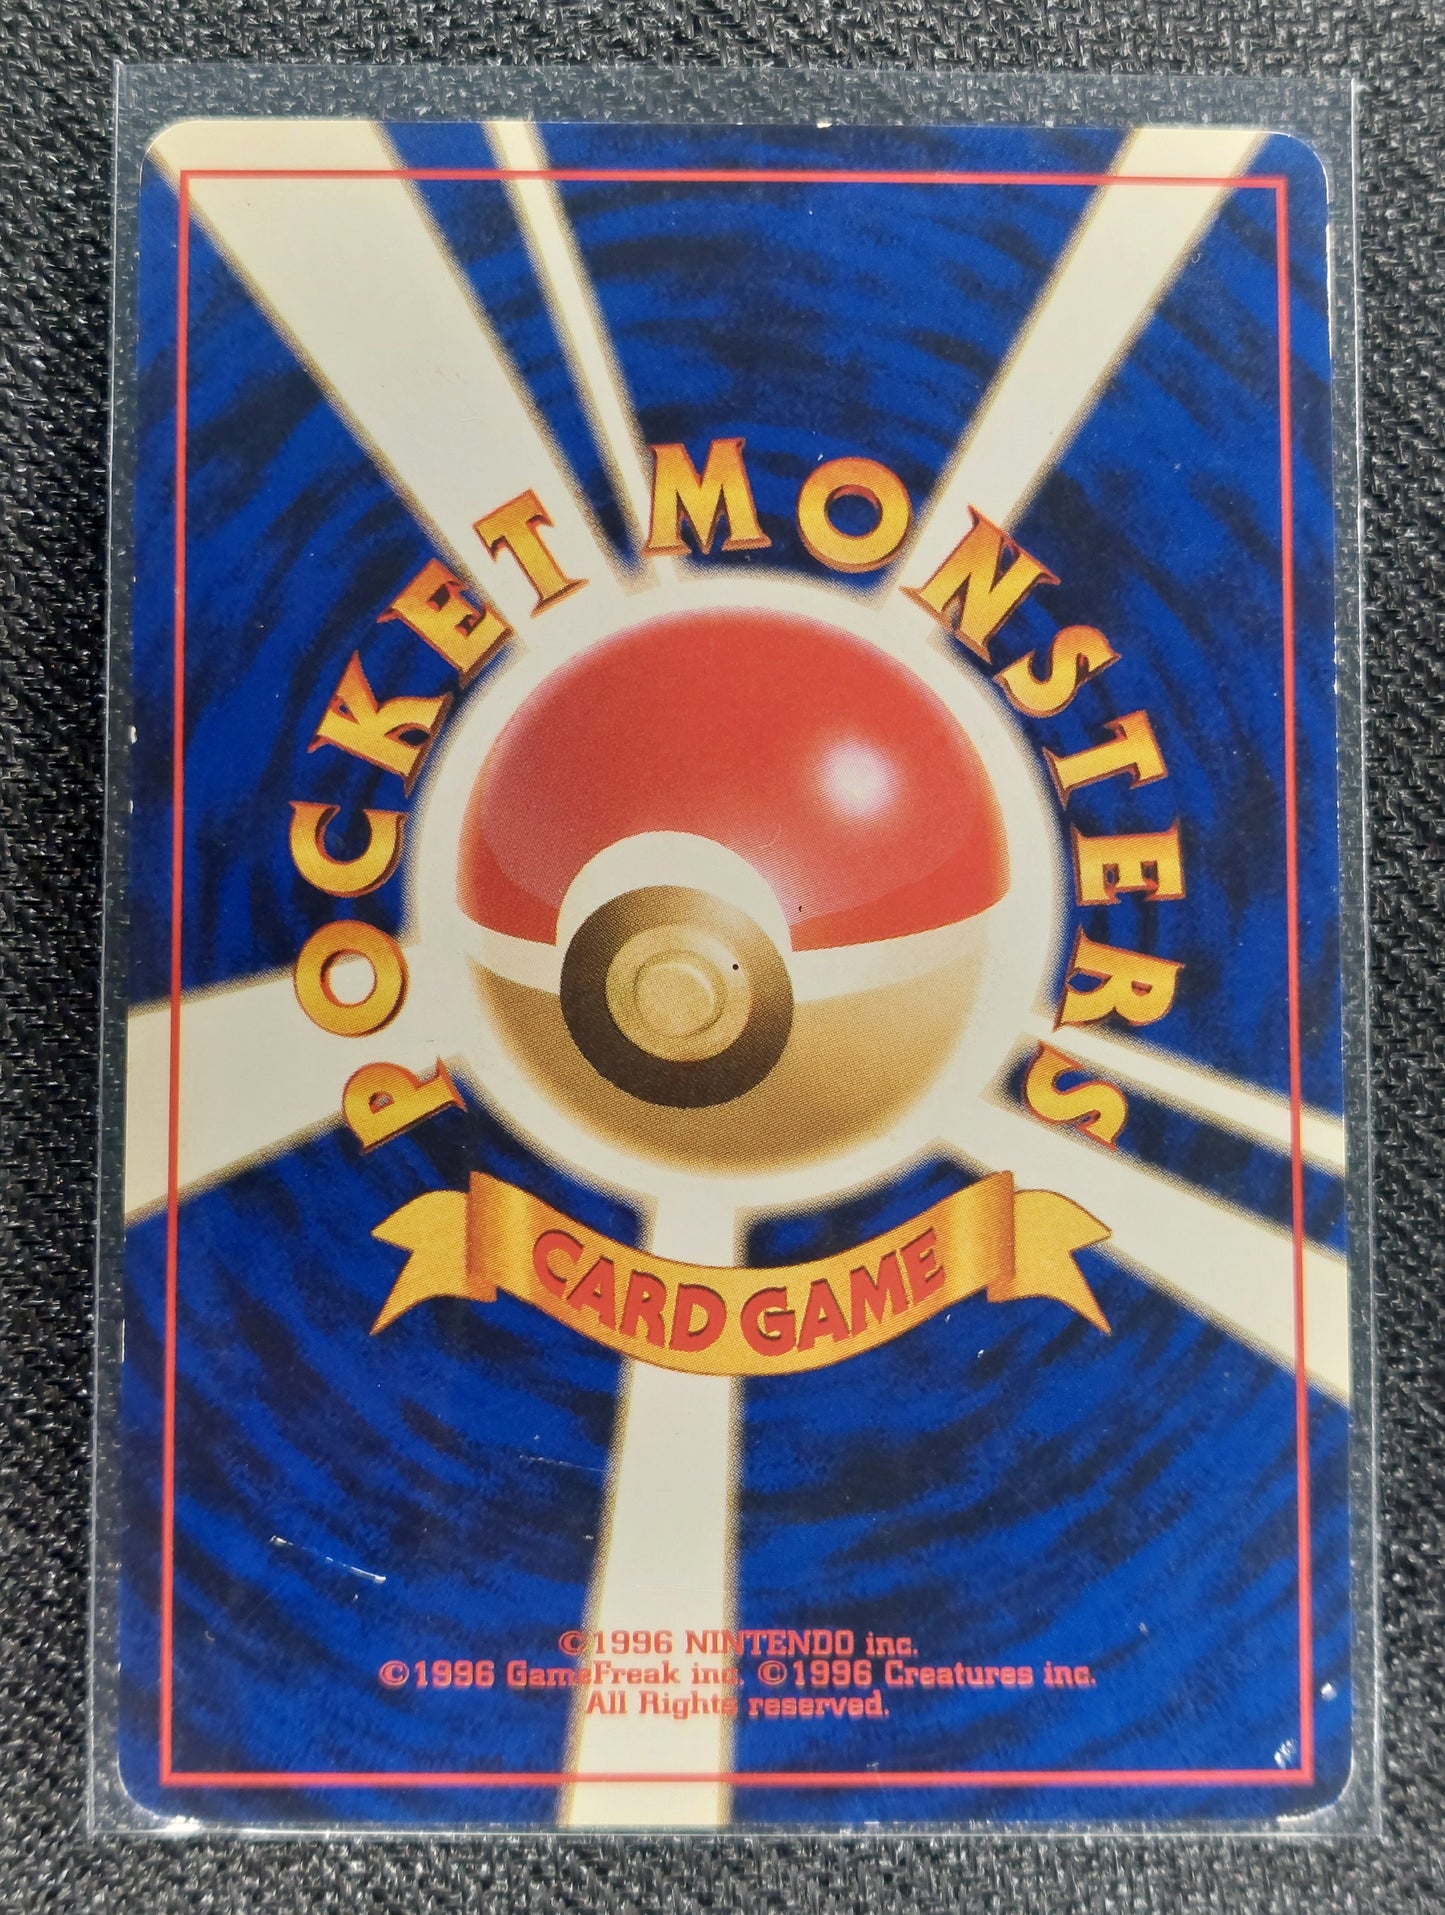 POCKET MONSTERS
CARD GAME
©1996 NINTENDO inc.
©1996 GameFreak inc. ©1996 Creatures inc.
All Rights reserved.